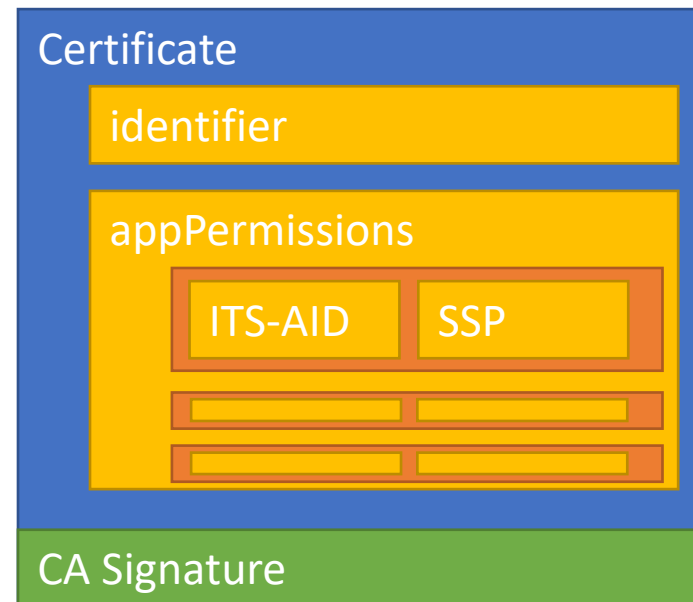 Certificate
identifier
appPermissions
ITS-AID SSP
CA Signature